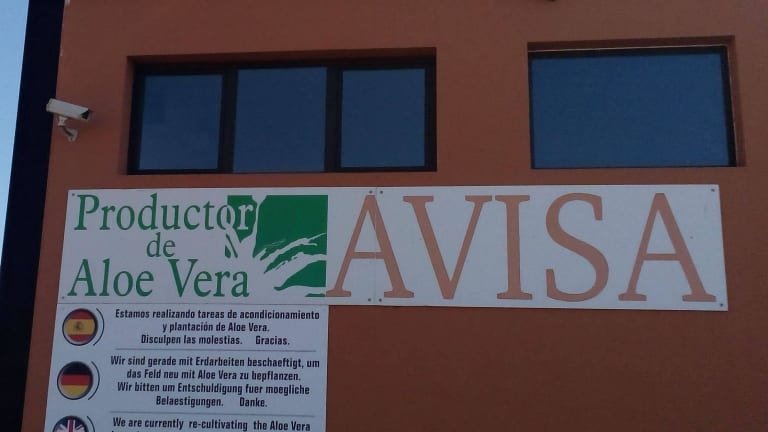 Productor
de
Aloe Vera
AVISA
Estamos realizando tareas de acondicionamiento
y plantación de Aloe Vera.
Disculpen las molestias. Gracias.
Wir sind gerade mit Erdarbeiten beschaeftigt, um
das Feld neu mit Aloe Vera zu bepflanzen.
Wir bitten um Entschuldigung fuer moegliche
Belaestigungen. Danke.
We are currently re-cultivating the Aloe Vera